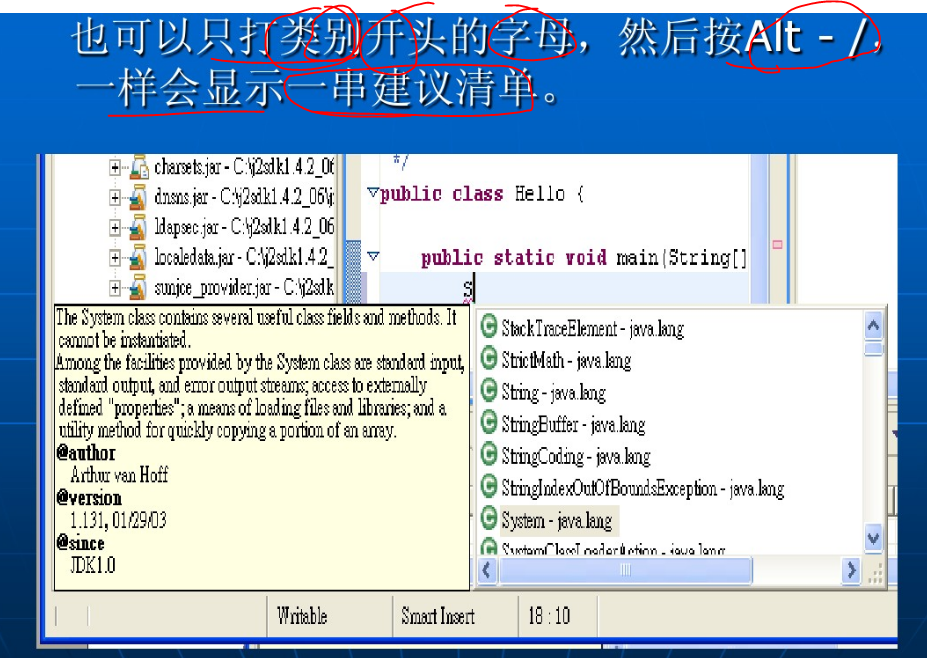 也可以只打类别开头的字母，然后按Alt - /，
一样会显示一串建议清单。
charsets.jar - C:\j2sdk1.4.2_06
dnsns.jar - C:\j2sdk1.4.2_06\j
ldapsec.jar - C:\j2sdk1.4.2_06
localedata.jar - C:\j2sdk1.4.2_
sunjce_provider.jar - C:\j2sdk
*/
public class Hello {
public static void main(String[]
S
The System class contains several useful class fields and methods. It
cannot be instantiated.
Among the facilities provided by the System class are standard input,
standard output, and error output streams; access to externally
defined "properties"; a means of loading files and libraries; and a
utility method for quickly copying a portion of an array.
@author
Arthur van Hoff
@version
1.131, 01/29/03
@since
JDK1.0
StackTraceElement - java.lang
StrictMath - java.lang
String - java.lang
StringBuffer - java.lang
StringCoding - java.lang
StringIndexOutOfBoundsException - java.lang
System - java.lang
SystemClassLoaderAction - java.lang
Writable
Smart Insert
18 : 10